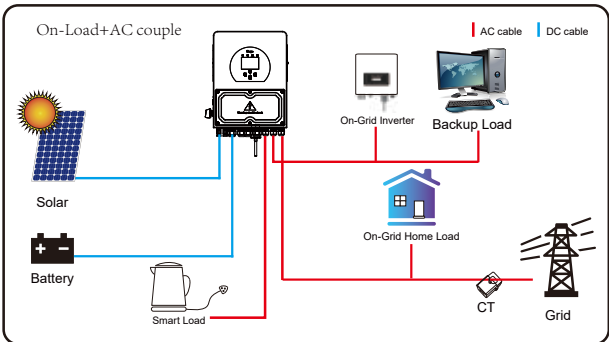 On-Load+AC couple
AC cable
DC cable
On-Grid Inverter
Backup Load
Solar
On-Grid Home Load
Battery
Smart Load
CT
Grid